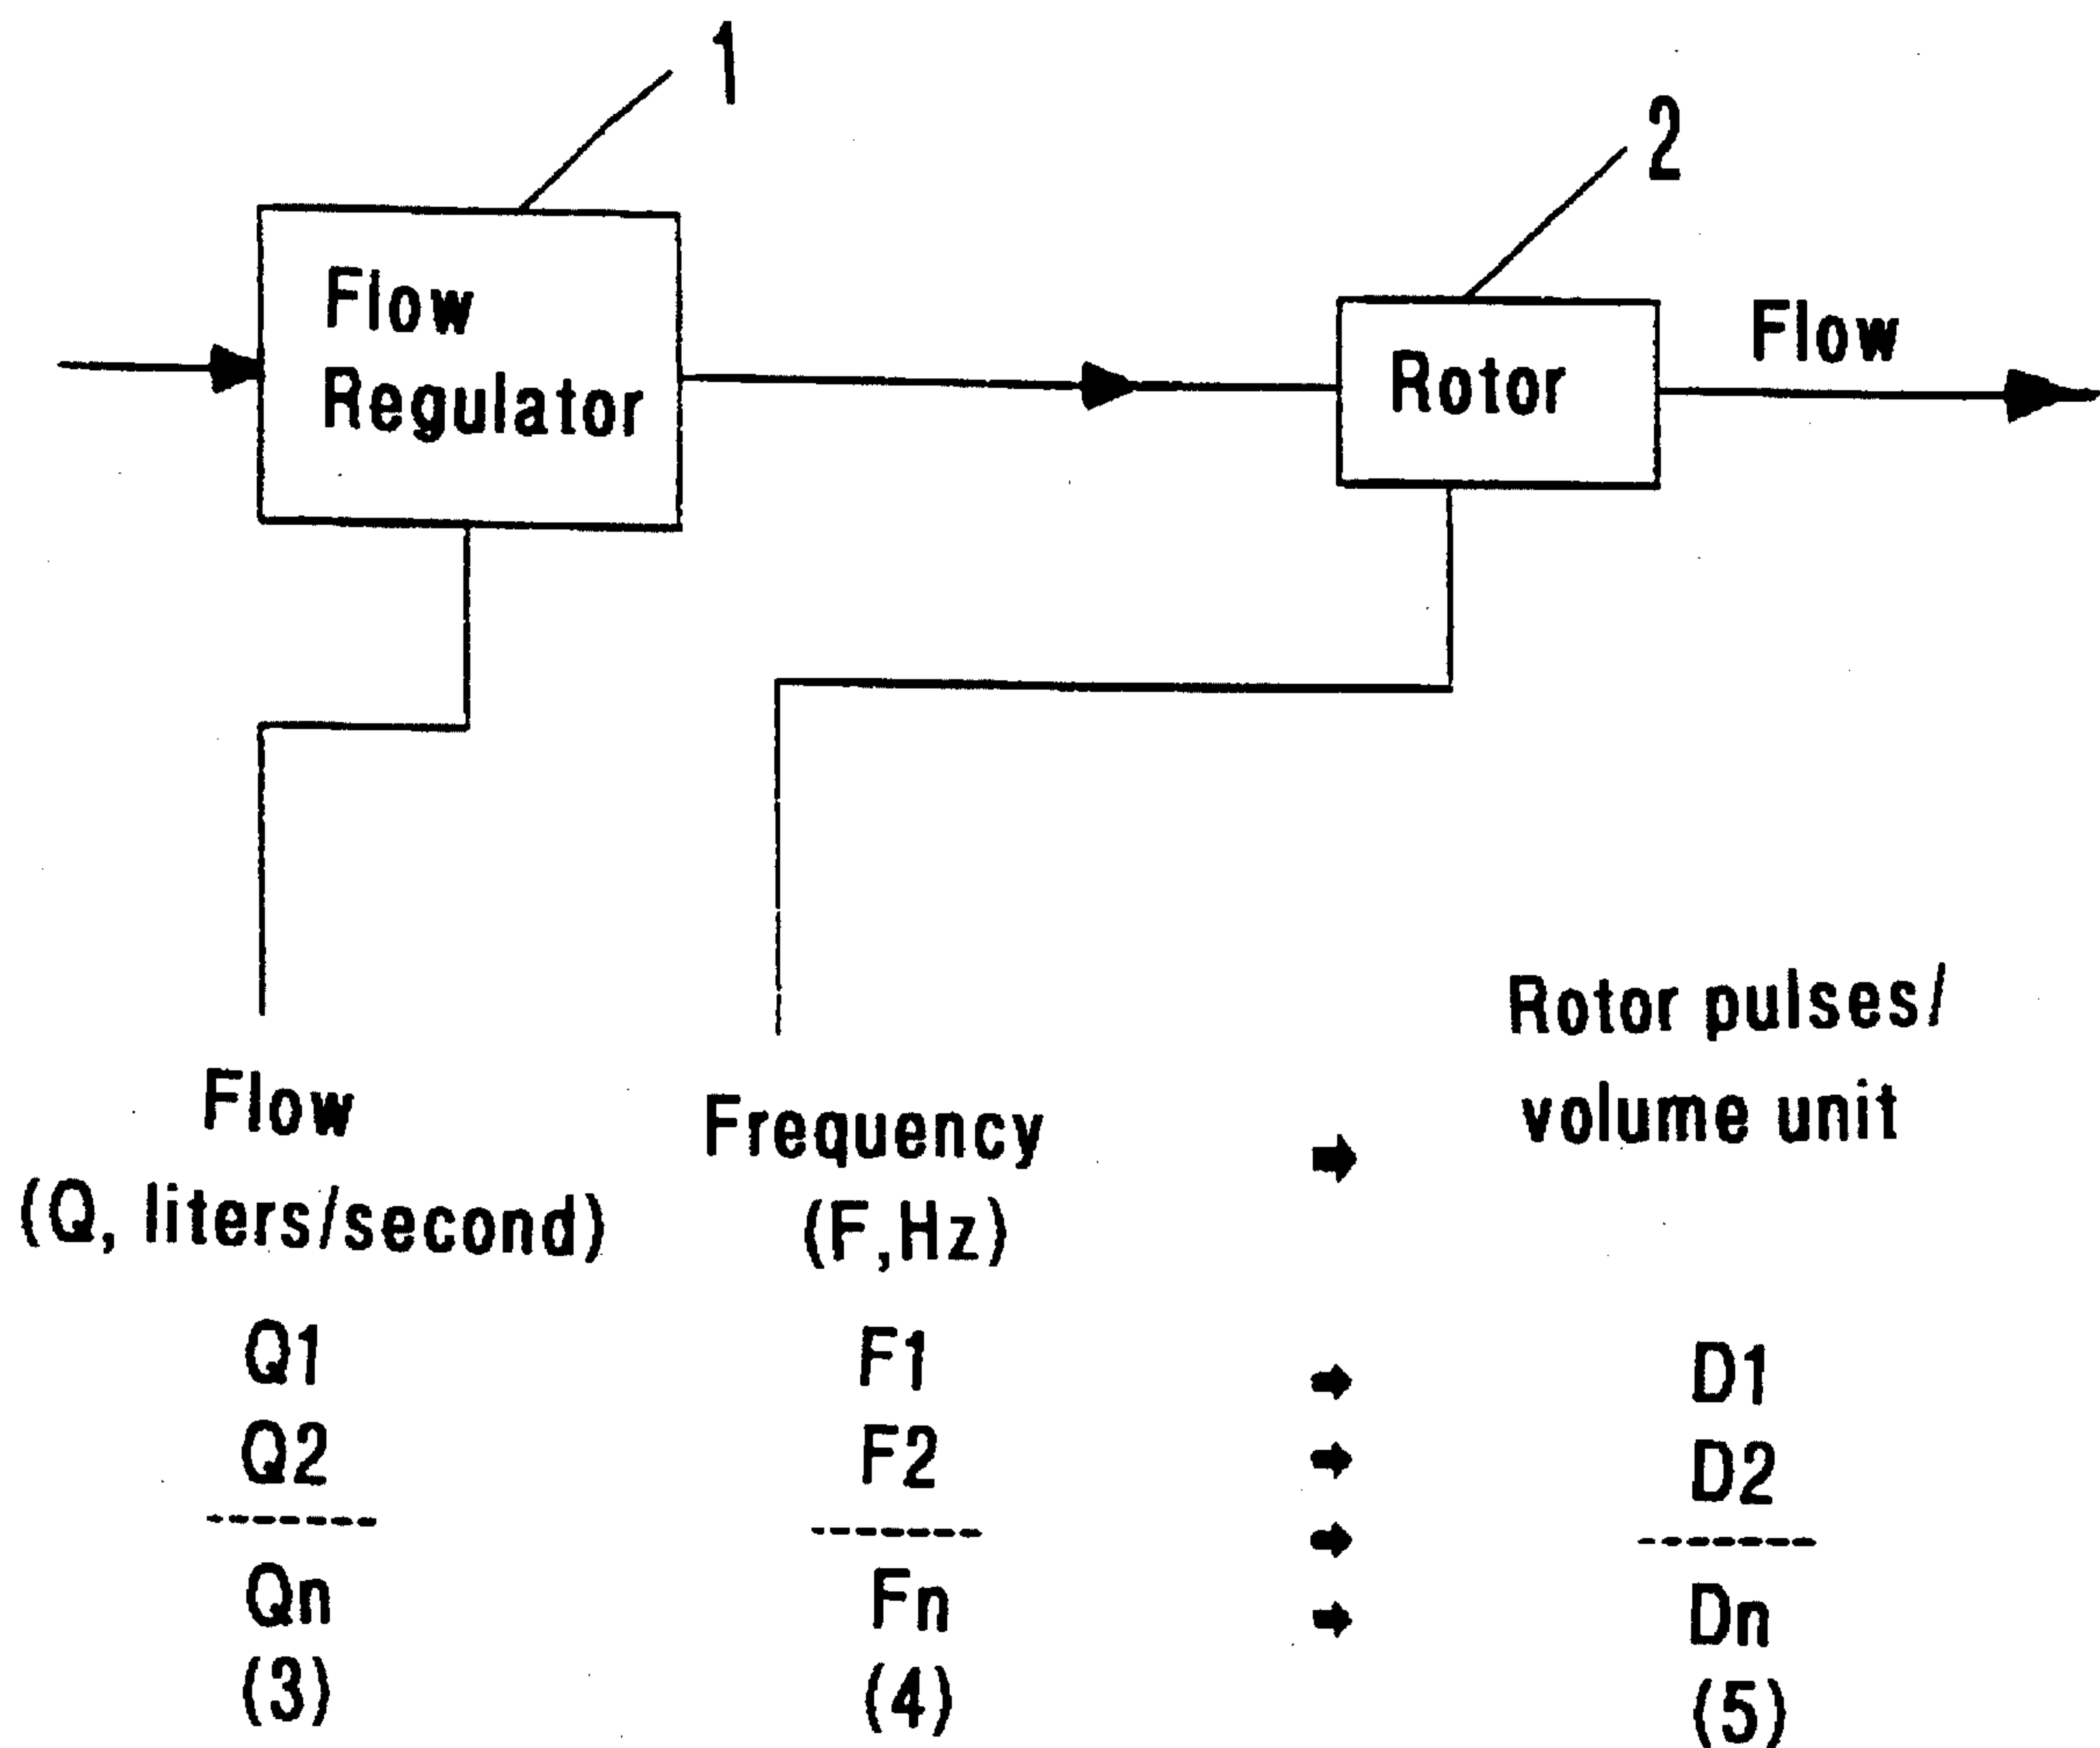 1
2
Flow
Regulator
Rotor
Flow
Rotor pulses/
volume unit
Flow
(Q, liters/second)
Frequency
(F,Hz)
Q1 F1 D1
Q2 F2 D2
Qn Fn Dn
(3) (4) (5)